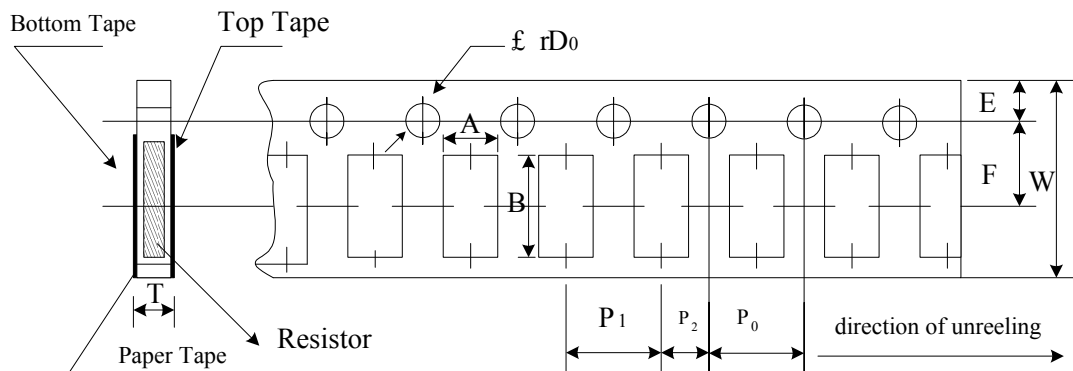 Bottom Tape
Top Tape
£ rD₀
E
A
F
W
B
T
P₁
P₂
P₀
direction of unreeling
Resistor
Paper Tape